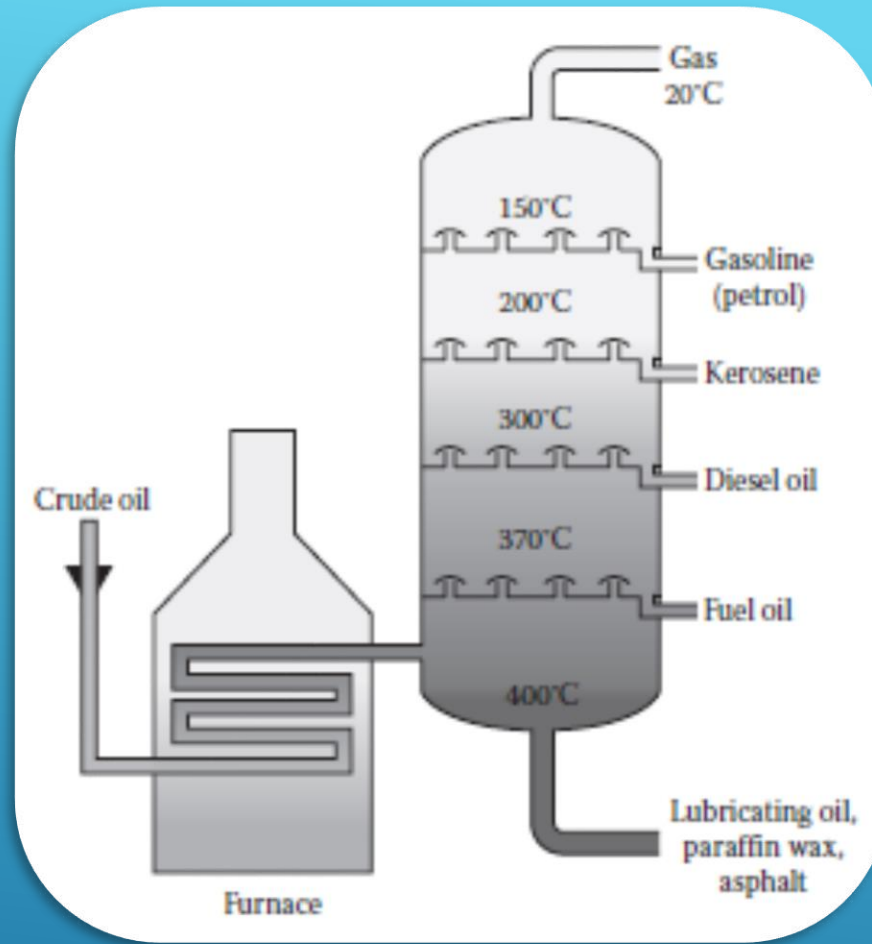 Gas
20°C
150°C
Gasoline
(petrol)
200°C
Kerosene
300°C
Crude oil
Diesel oil
370°C
Fuel oil
400°C
Lubricating oil,
paraffin wax,
asphalt
Furnace